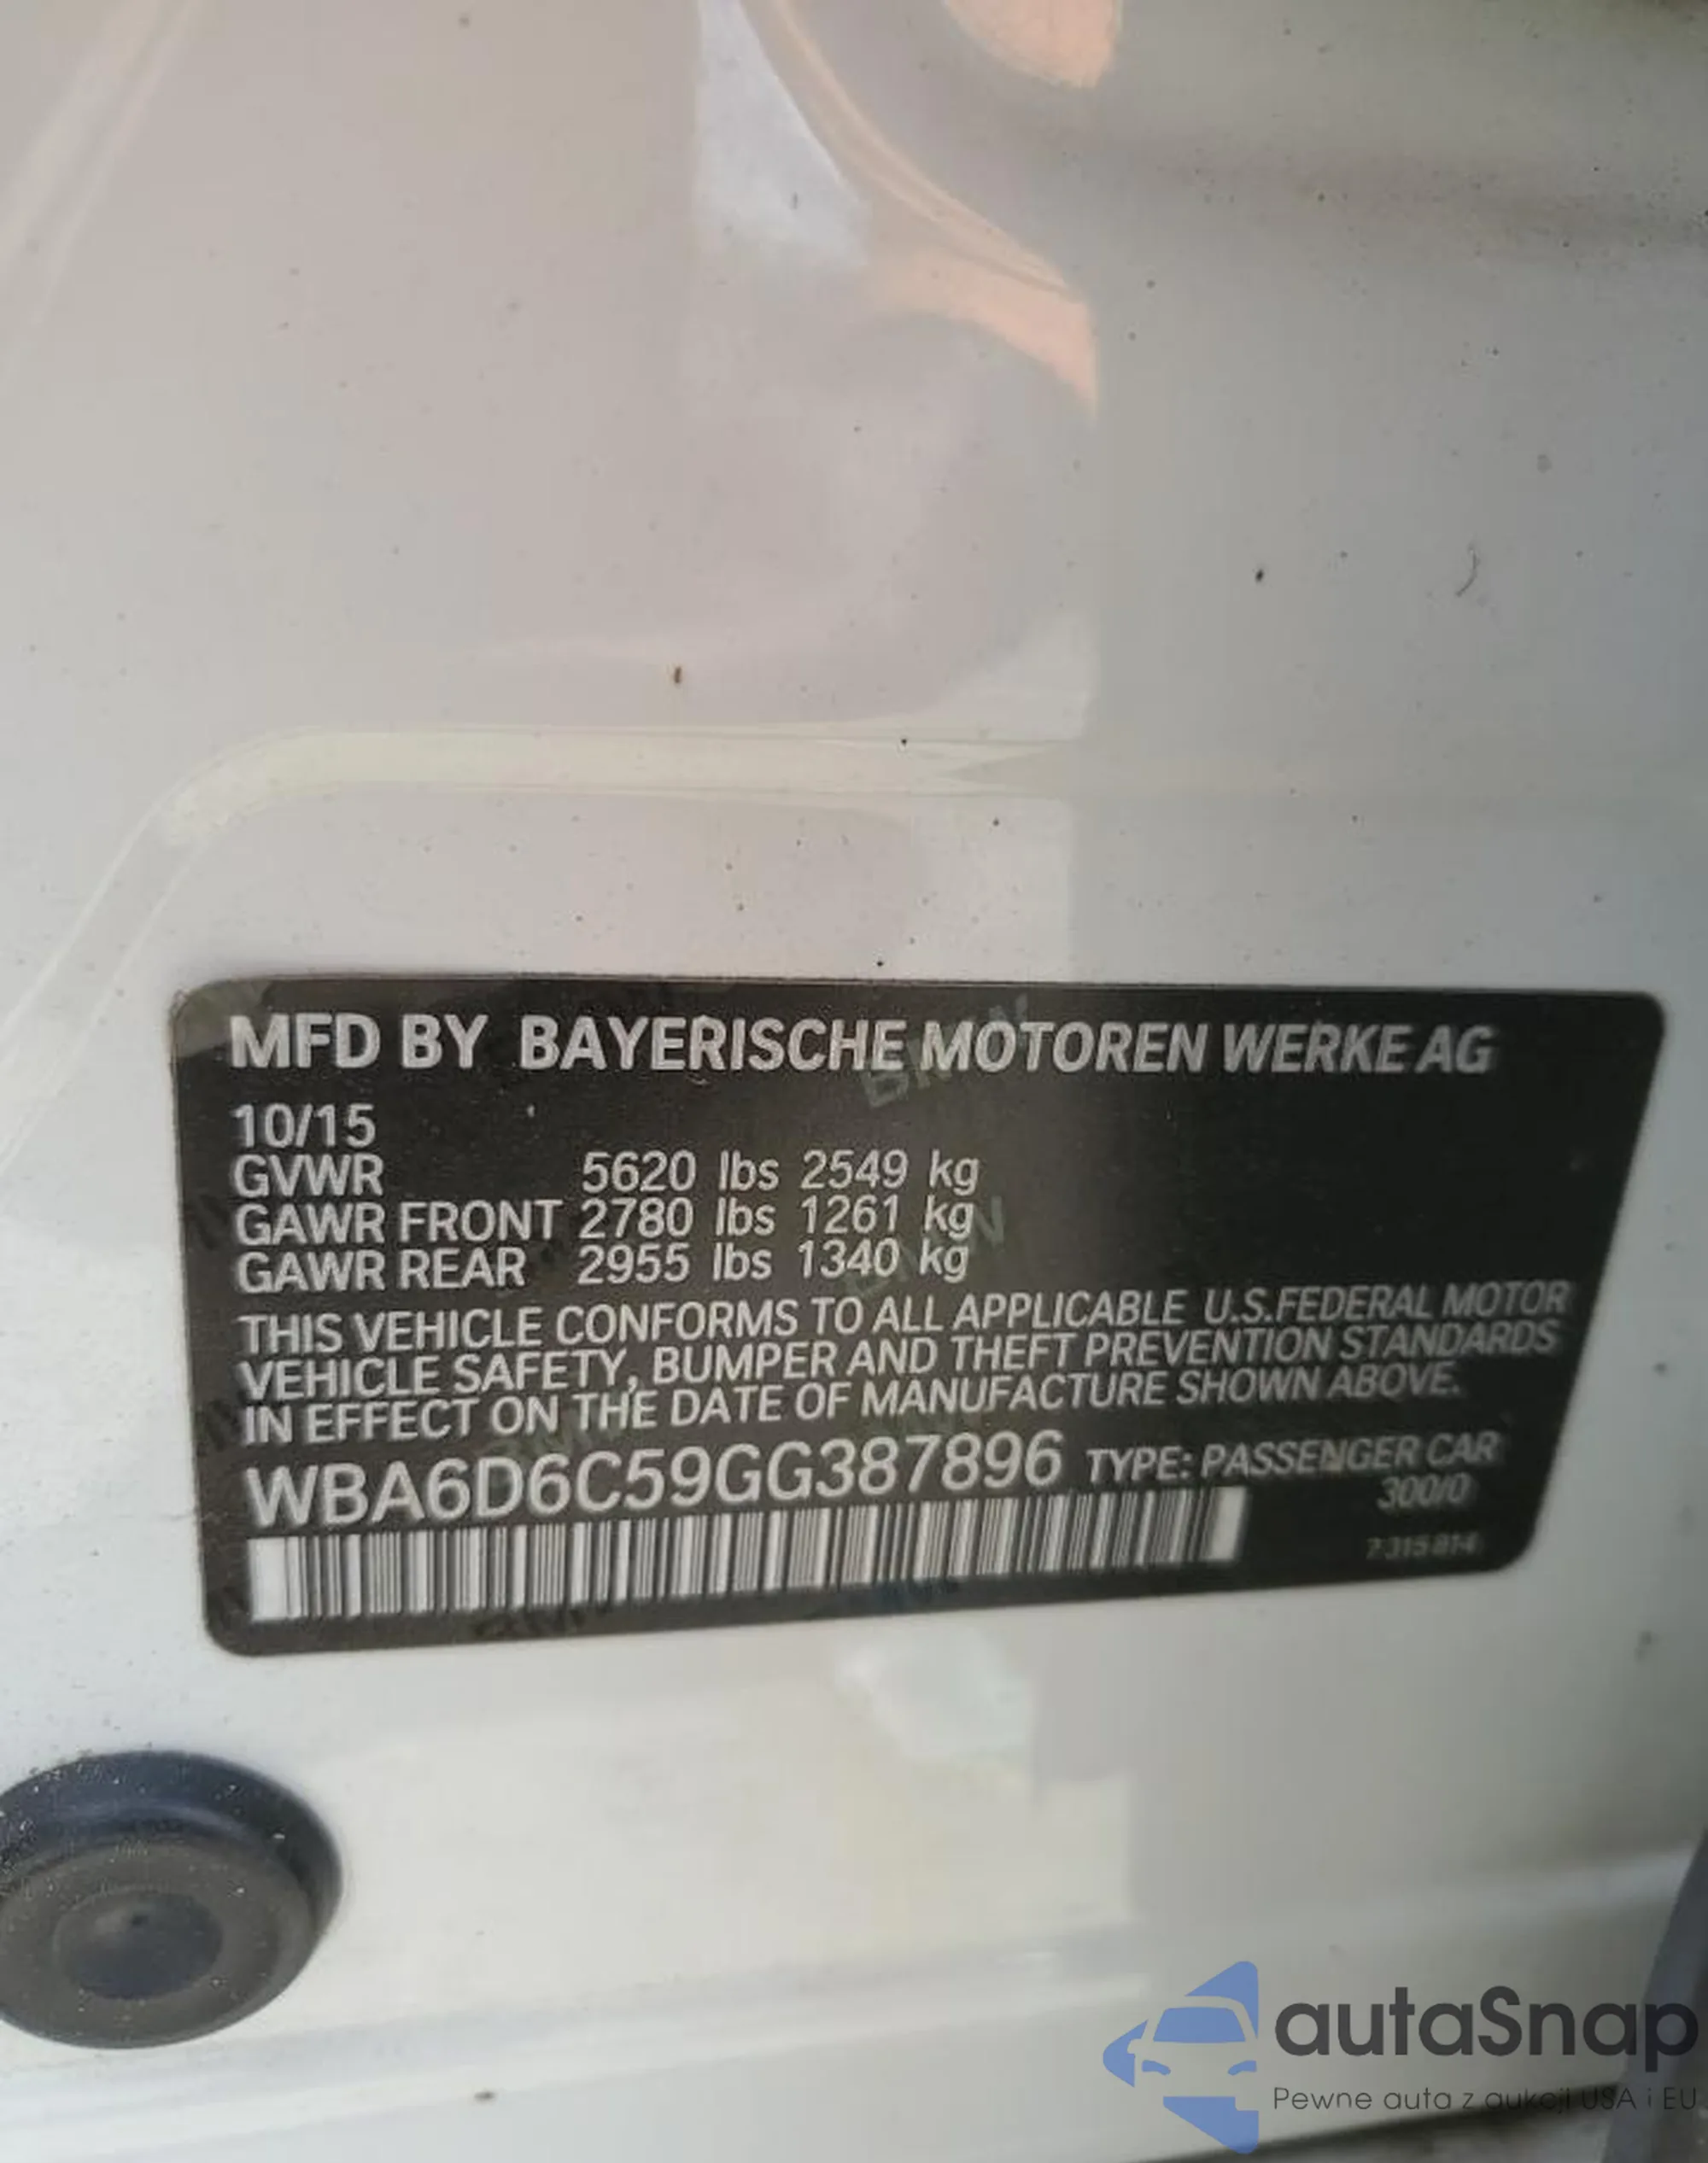 MFD BY BAYERISCHE MOTOREN WERKE AG
10/15
GVWR 5620 lbs 2549 kg
GAWR FRONT 2780 lbs 1261 kg
GAWR REAR 2955 lbs 1340 kg
THIS VEHICLE CONFORMS TO ALL APPLICABLE U.S.FEDERAL MOTOR
VEHICLE SAFETY, BUMPER AND THEFT PREVENTION STANDARDS
IN EFFECT ON THE DATE OF MANUFACTURE SHOWN ABOVE.
WBA6D6C59GG387896 TYPE: PASSENGER CAR
300/0
7 315 814
autaSnap
Pewne auta z aukcji USA i EU